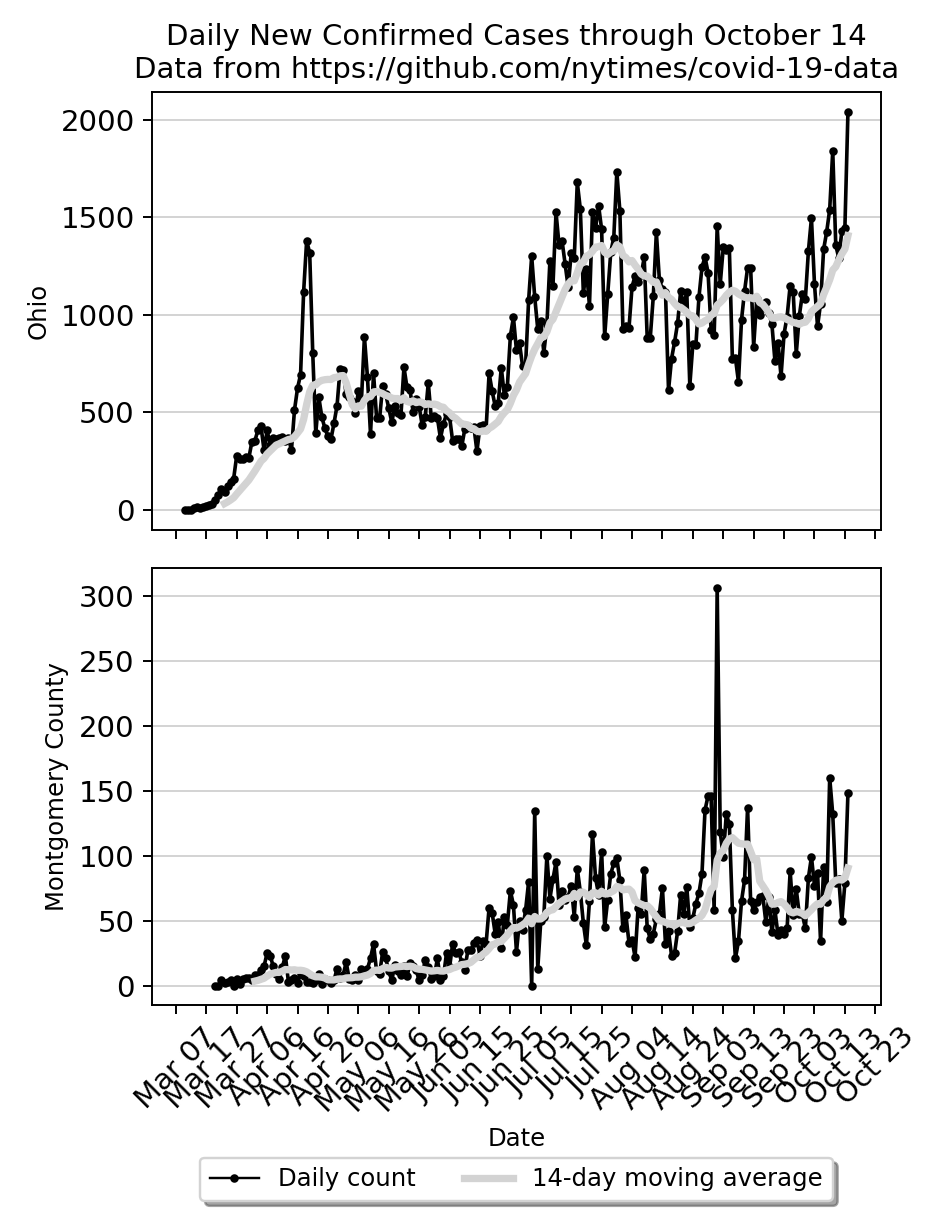 Daily New Confirmed Cases through October 14
Data from https://github.com/nytimes/covid-19-data
2000
1500
1000
500
0
Ohio
300
250
200
150
100
50
0
Montgomery County
Mar 07
Mar 17
Mar 27
Apr 06
Apr 16
Apr 26
May 06
May 16
May 26
Jun 05
Jun 15
Jun 25
Jul 05
Jul 15
Jul 25
Aug 04
Aug 14
Aug 24
Sep 03
Sep 13
Sep 23
Oct 03
Oct 13
Oct 23
Date
Daily count
14-day moving average